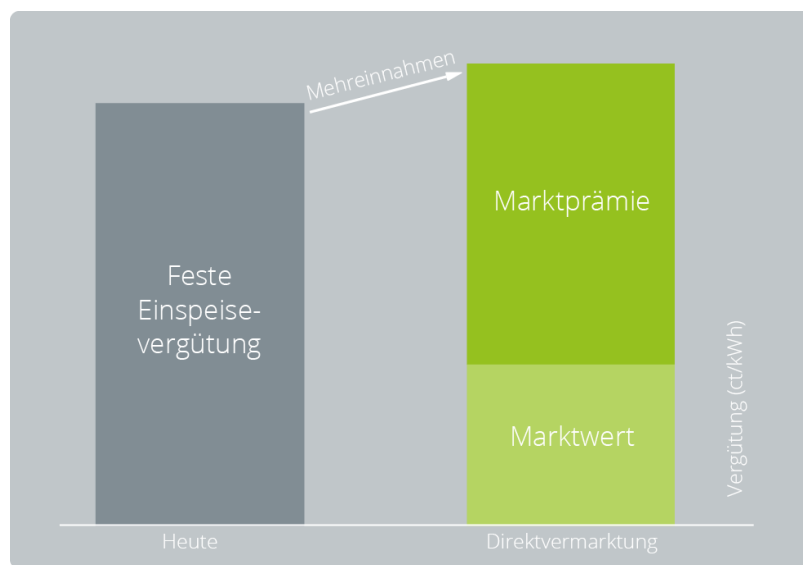 Mehreinnahmen
Marktprämie
Feste
Einspeise-
vergütung
Marktwert
Vergütung (ct/kWh)
Heute
Direktvermarktung